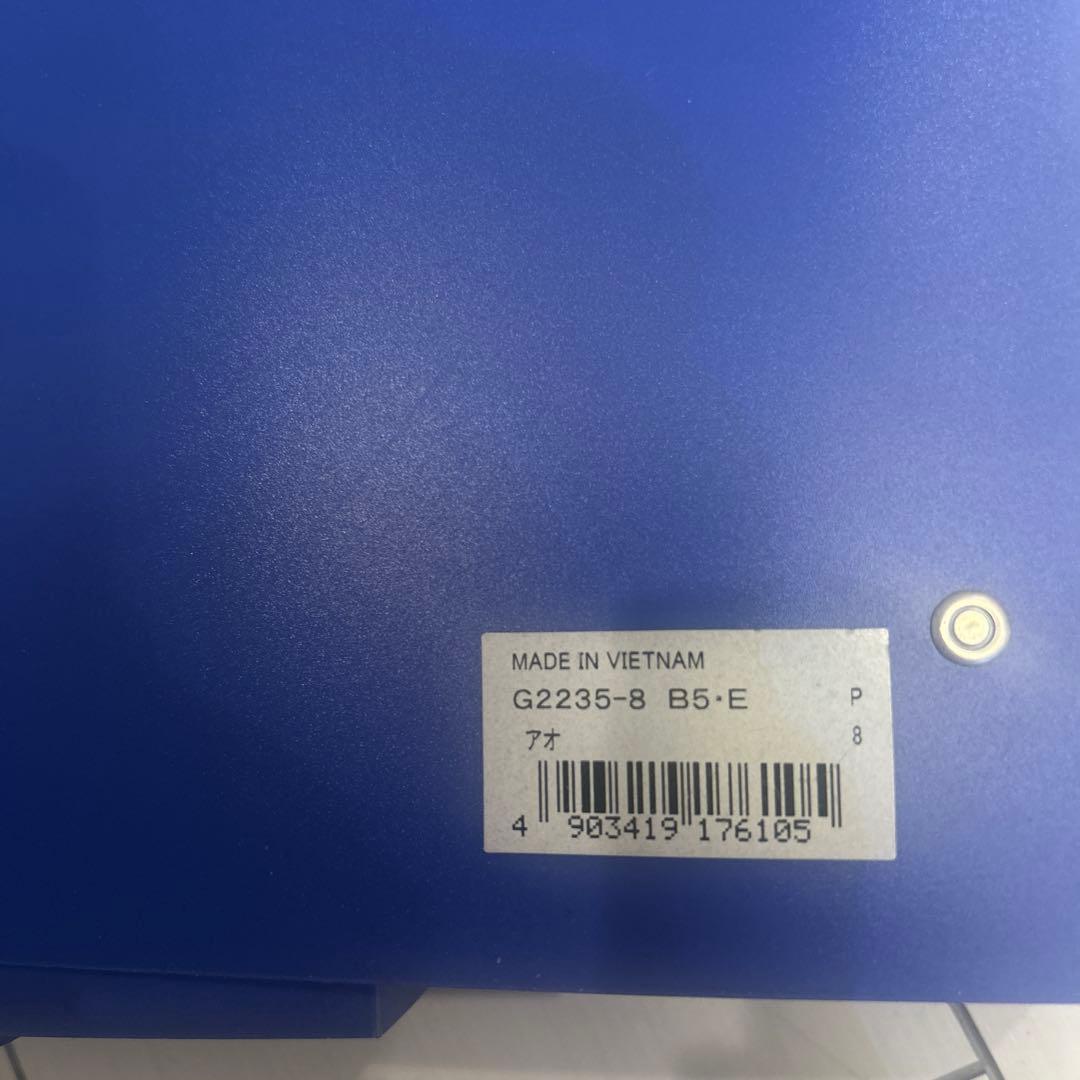 MADE IN VIETNAM
G2235-8 B5・E P
アオ 8
4 903419 176105